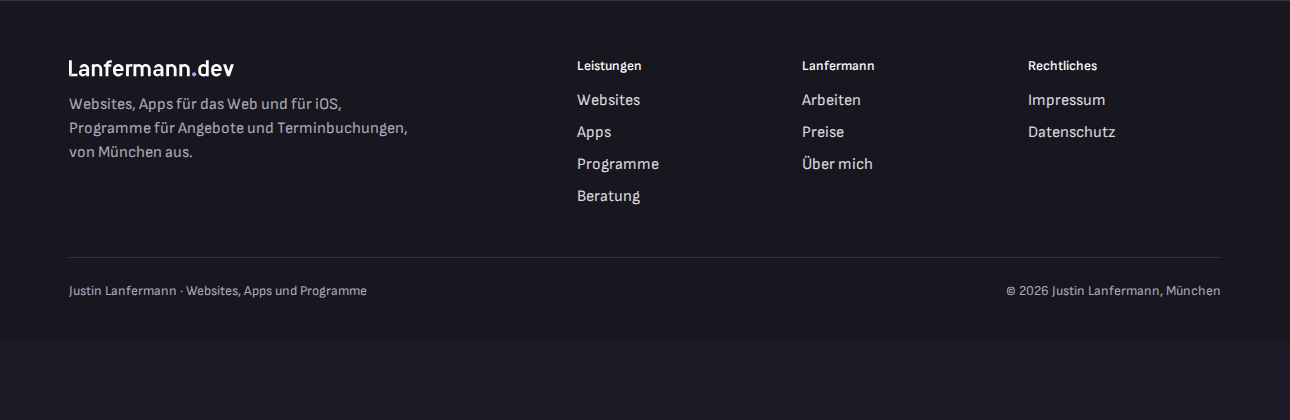 Lanfermann.dev
Websites, Apps für das Web und für iOS,
Programme für Angebote und Terminbuchungen,
von München aus.
Leistungen
Websites
Apps
Programme
Beratung
Lanfermann
Arbeiten
Preise
Über mich
Rechtliches
Impressum
Datenschutz
Justin Lanfermann · Websites, Apps und Programme
© 2026 Justin Lanfermann, München